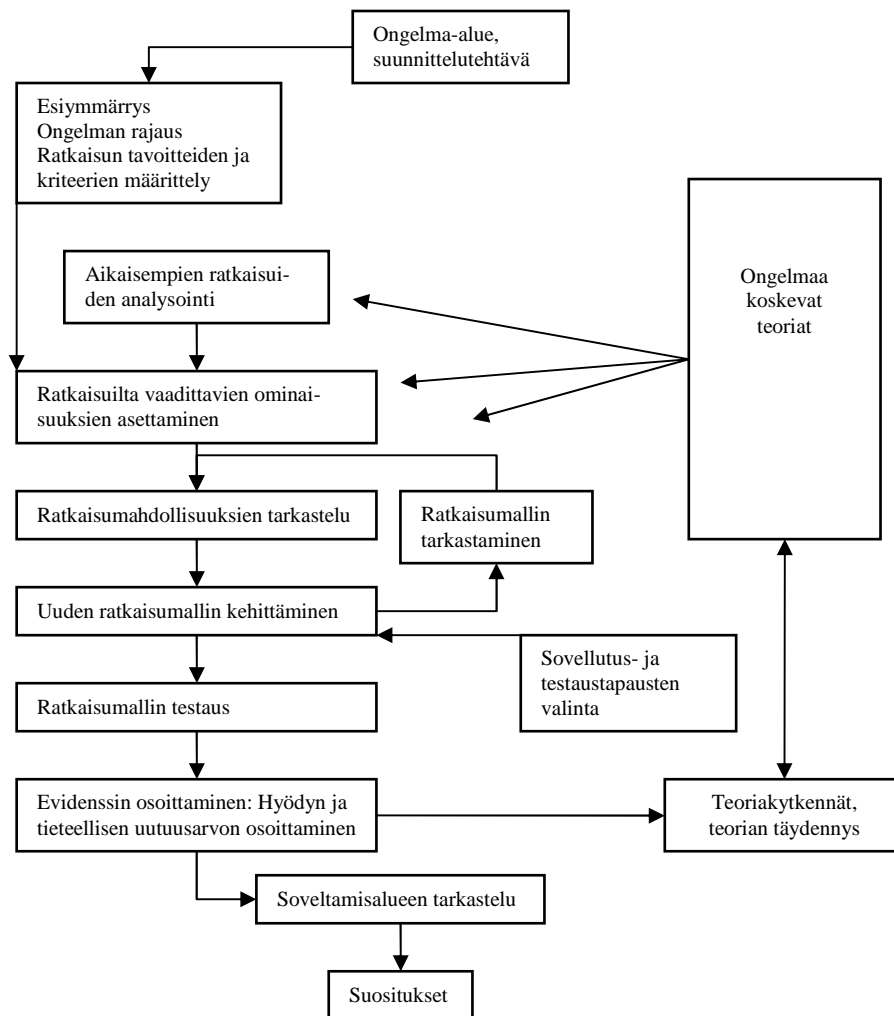 Ongelma-alue,
suunnittelutehtävä
Esiymmärrys
Ongelman rajaus
Ratkaisun tavoitteiden ja
kriteerien määrittely
Aikaisempien ratkaisui-
den analysointi
Ongelmaa
koskevat
teoriat
Ratkaisuilta vaadittavien ominai-
suuksien asettaminen
Ratkaisumahdollisuuksien tarkastelu
Ratkaisumallin
tarkastaminen
Uuden ratkaisumallin kehittäminen
Sovellutus- ja
testaustapausten
valinta
Ratkaisumallin testaus
Evidenssin osoittaminen: Hyödyn ja
tieteellisen uutuusarvon osoittaminen
Teoriakytkennät,
teorian täydennys
Soveltamisalueen tarkastelu
Suositukset